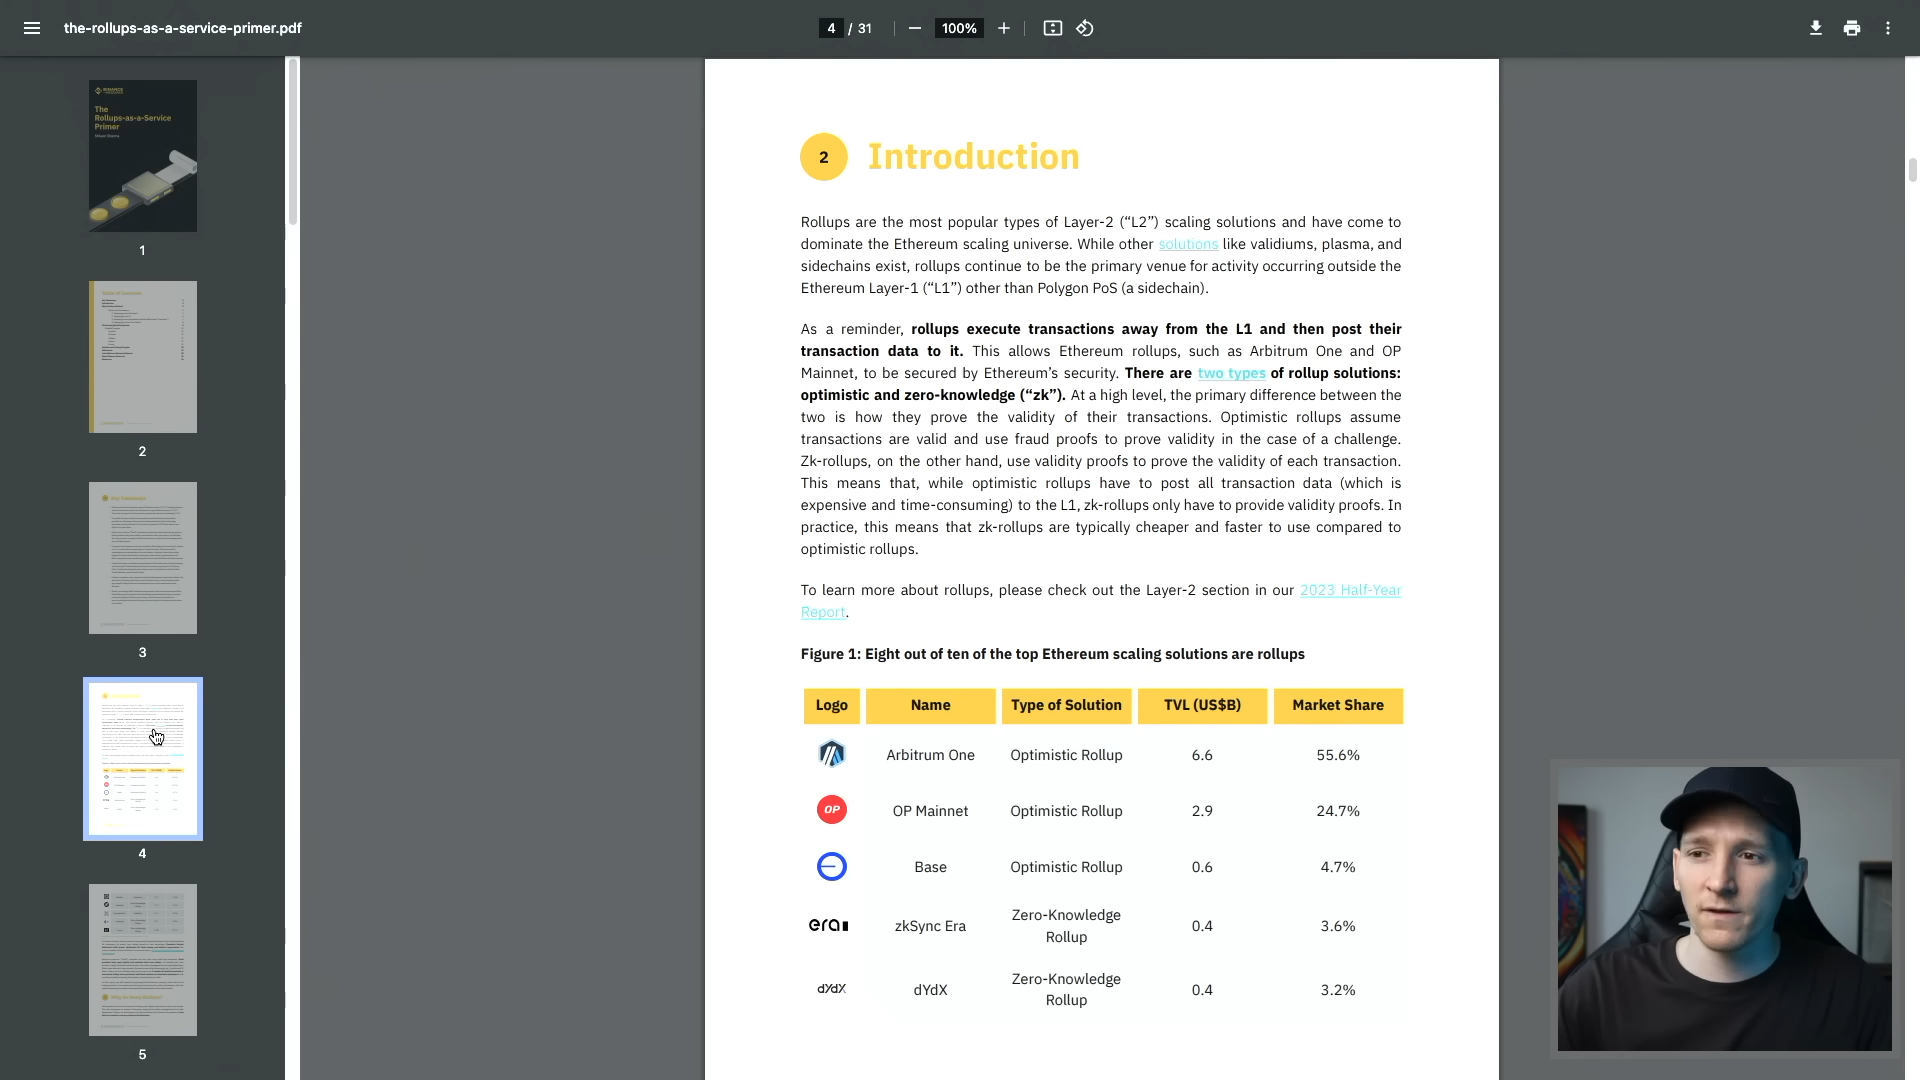 the-rollups-as-a-service-primer.pdf
4 / 31
100%
BINANCE
The
Rollups-as-a-Service
Primer
1
2
3
4
5
2 Introduction
Rollups are the most popular types of Layer-2 (“L2”) scaling solutions and have come to
dominate the Ethereum scaling universe. While other solutions like validiums, plasma, and
sidechains exist, rollups continue to be the primary venue for activity occurring outside the
Ethereum Layer-1 (“L1”) other than Polygon PoS (a sidechain).
As a reminder, rollups execute transactions away from the L1 and then post their
transaction data to it. This allows Ethereum rollups, such as Arbitrum One and OP
Mainnet, to be secured by Ethereum’s security. There are two types of rollup solutions:
optimistic and zero-knowledge (“zk”). At a high level, the primary difference between the
two is how they prove the validity of their transactions. Optimistic rollups assume
transactions are valid and use fraud proofs to prove validity in the case of a challenge.
Zk-rollups, on the other hand, use validity proofs to prove the validity of each transaction.
This means that, while optimistic rollups have to post all transaction data (which is
expensive and time-consuming) to the L1, zk-rollups only have to provide validity proofs. In
practice, this means that zk-rollups are typically cheaper and faster to use compared to
optimistic rollups.
To learn more about rollups, please check out the Layer-2 section in our 2023 Half-Year
Report.
Figure 1: Eight out of ten of the top Ethereum scaling solutions are rollups
Logo Name Type of Solution TVL (US$B) Market Share
Arbitrum One Optimistic Rollup 6.6 55.6%
OP OP Mainnet Optimistic Rollup 2.9 24.7%
Base Optimistic Rollup 0.6 4.7%
era zkSync Era Zero-Knowledge Rollup 0.4 3.6%
dYdX dYdX Zero-Knowledge Rollup 0.4 3.2%